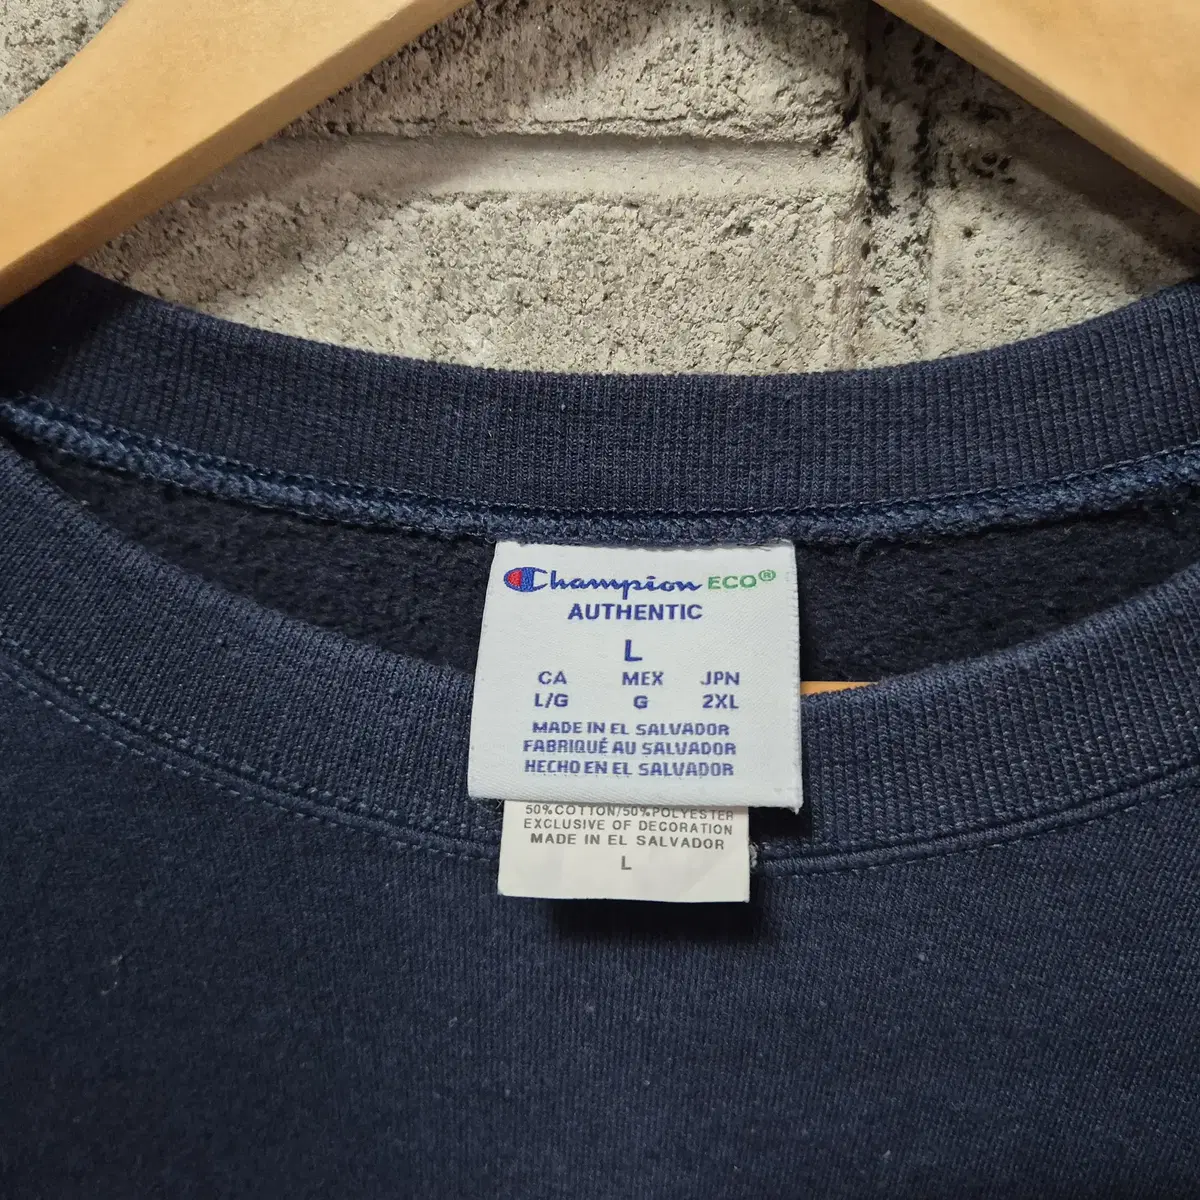 Champion ECO®
AUTHENTIC
L
CA MEX JPN
L/G G 2XL
MADE IN EL SALVADOR
FABRIQUÉ AU SALVADOR
HECHO EN EL SALVADOR
50%COTTON/50%POLYESTER
EXCLUSIVE OF DECORATION
MADE IN EL SALVADOR
L